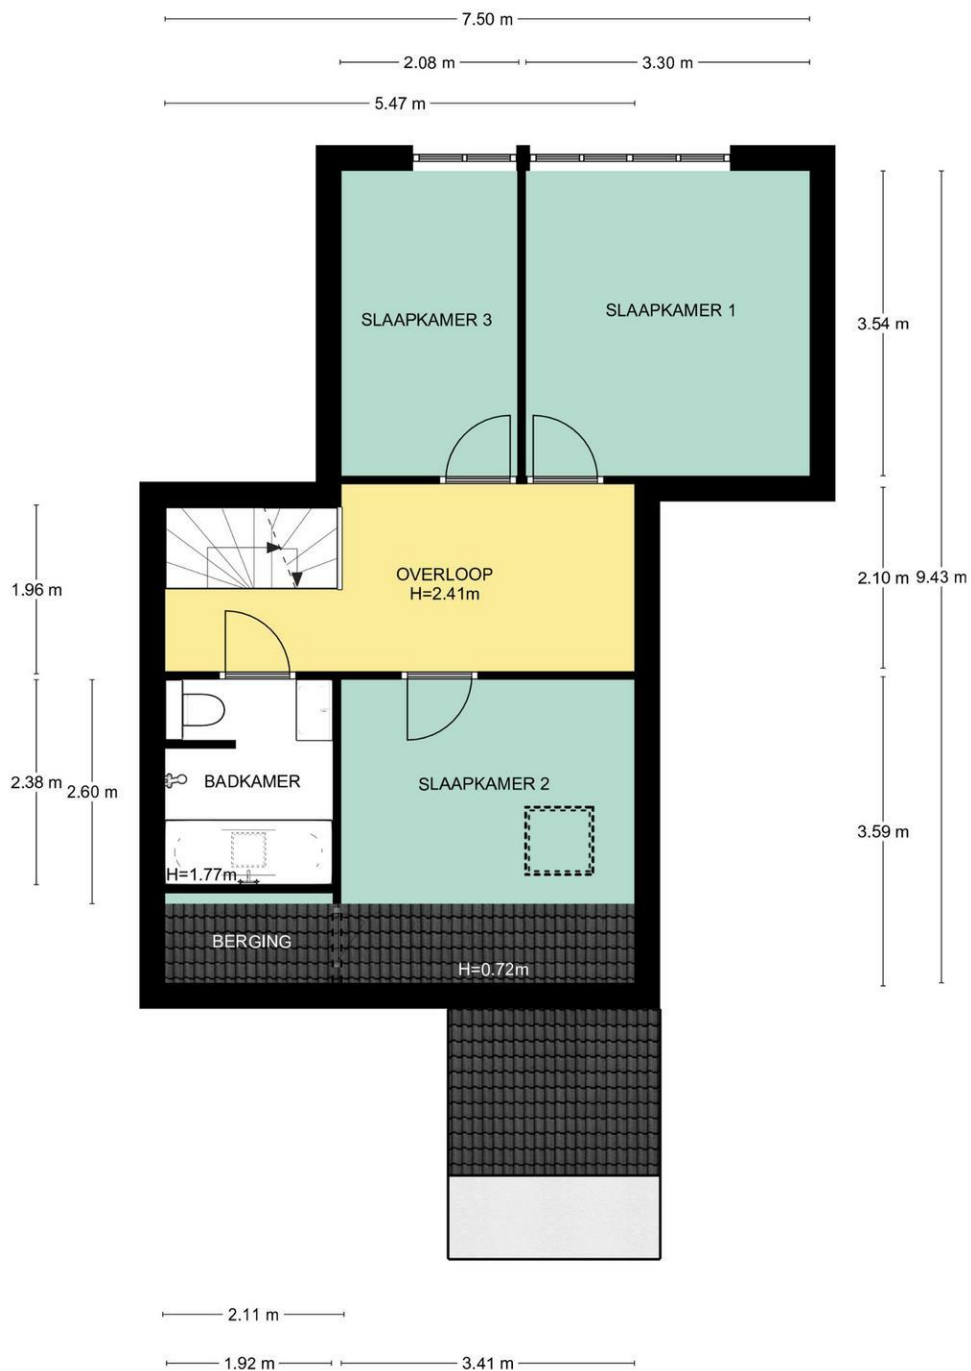 7.50 m
2.08 m
3.30 m
5.47 m
SLAAPKAMER 3
SLAAPKAMER 1
3.54 m
OVERLOOP
H=2.41m
1.96 m
2.10 m
9.43 m
2.38 m
2.60 m
BADKAMER
SLAAPKAMER 2
3.59 m
H=1.77m
BERGING
H=0.72m
2.11 m
1.92 m
3.41 m